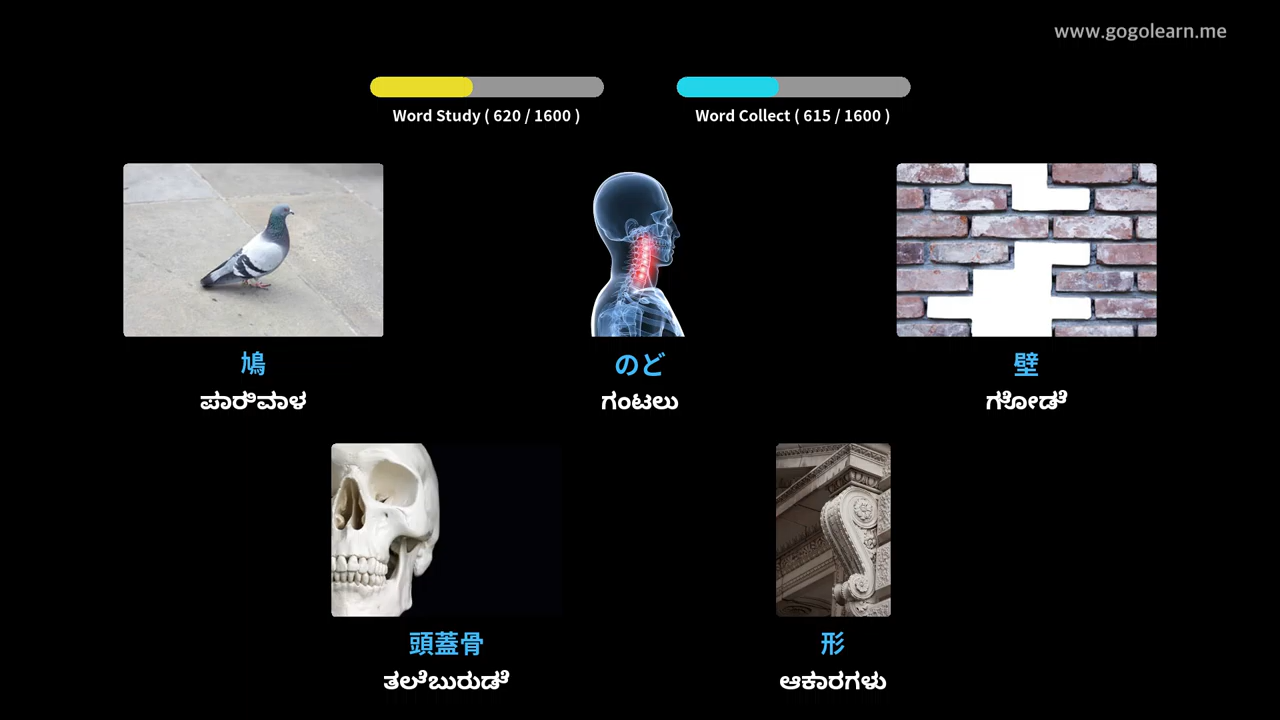 www.gogolearn.me
Word Study ( 620 / 1600 )
Word Collect ( 615 / 1600 )
鳩
ಪಾರಿವಾಳ
のど
ಗಂಟಲು
壁
ಗೋಡೆ
頭蓋骨
ತಲೆಬುರುಡೆ
形
ಆಕಾರಗಳು